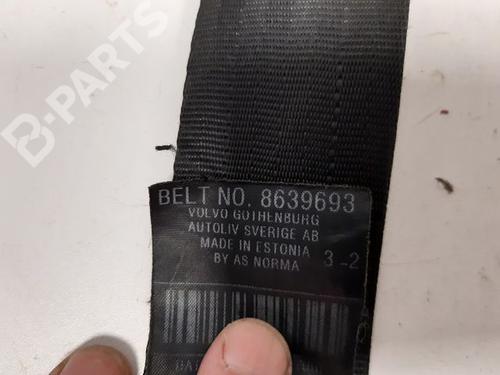 B-PARTS
BELT NO. 8639693
VOLVO GOTHENBURG
AUTOLIV SVERIGE AB
MADE IN ESTONIA
BY AS NORMA 3-2